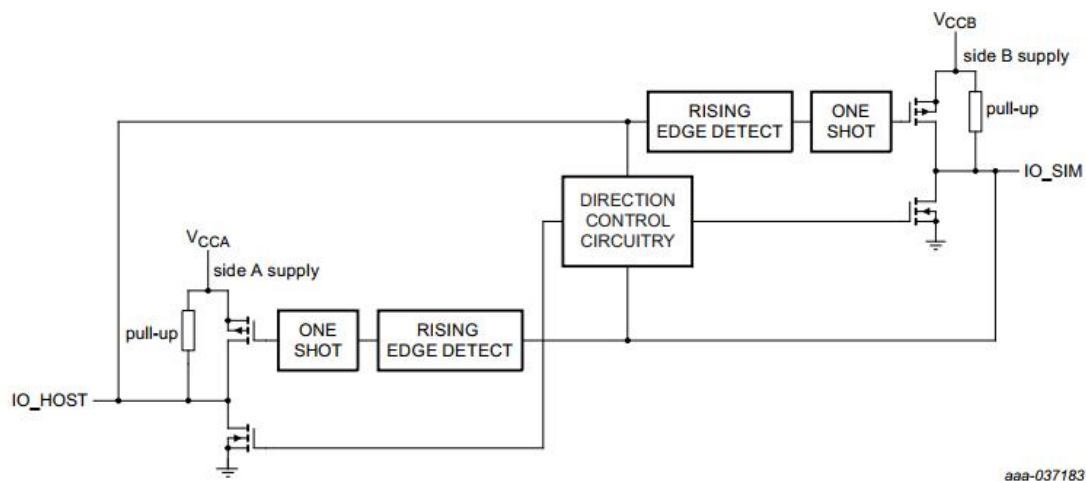 VCCB
side B supply
RISING
EDGE DETECT
ONE
SHOT
pull-up
IO_SIM
DIRECTION
CONTROL
CIRCUITRY
VCCA
side A supply
pull-up
ONE
SHOT
RISING
EDGE DETECT
IO_HOST
aaa-037183